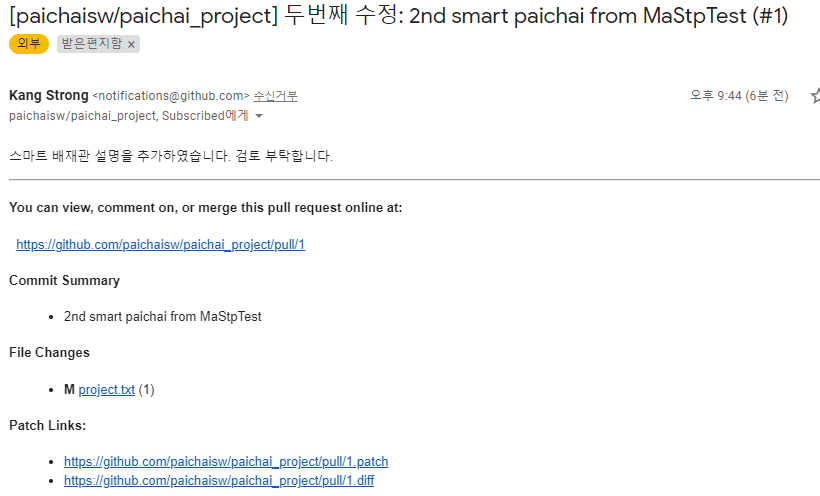 [paichaisw/paichai_project] 두번째 수정: 2nd smart paichai from MaStpTest (#1)
외부 받은편지함 ×
Kang Strong <notifications@github.com> 수신거부 오후 9:44 (6분 전)
paichaisw/paichai_project, Subscribed에게
스마트 배재관 설명을 추가하였습니다. 검토 부탁합니다.
You can view, comment on, or merge this pull request online at:
https://github.com/paichaisw/paichai_project/pull/1
Commit Summary
• 2nd smart paichai from MaStpTest
File Changes
• M project.txt (1)
Patch Links:
• https://github.com/paichaisw/paichai_project/pull/1.patch
• https://github.com/paichaisw/paichai_project/pull/1.diff